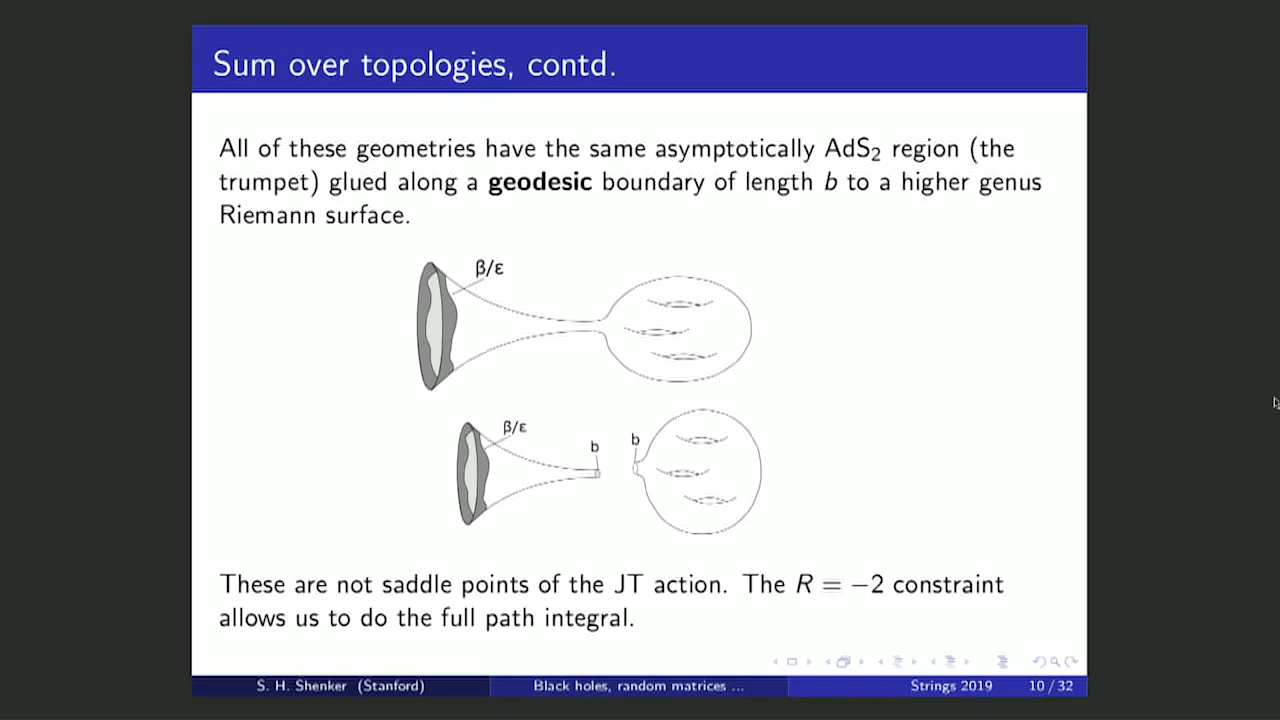 Sum over topologies, contd.
All of these geometries have the same asymptotically AdS₂ region (the
trumpet) glued along a geodesic boundary of length b to a higher genus
Riemann surface.
β/ε
β/ε
b
b
These are not saddle points of the JT action. The R = −2 constraint
allows us to do the full path integral.
S. H. Shenker (Stanford)
Black holes, random matrices ...
Strings 2019
10 / 32